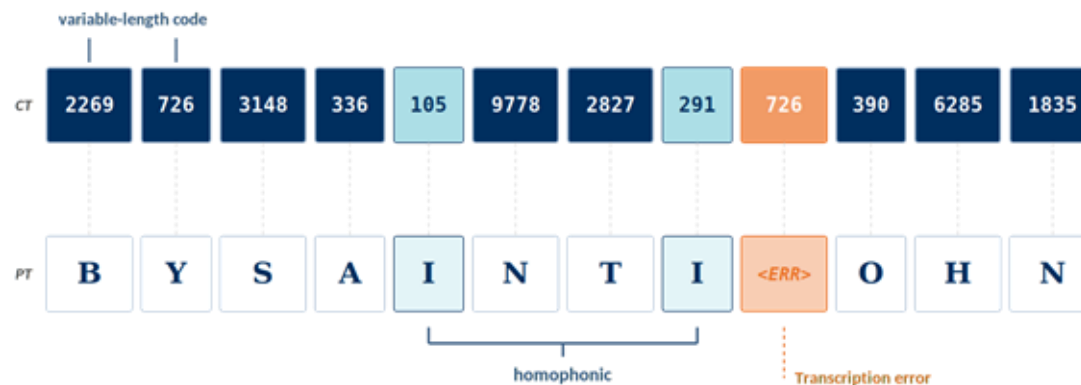 variable-length code
CT 2269 726 3148 336 105 9778 2827 291 726 390 6285 1835
PT B Y S A I N T I <ERR> O H N
homophonic
Transcription error